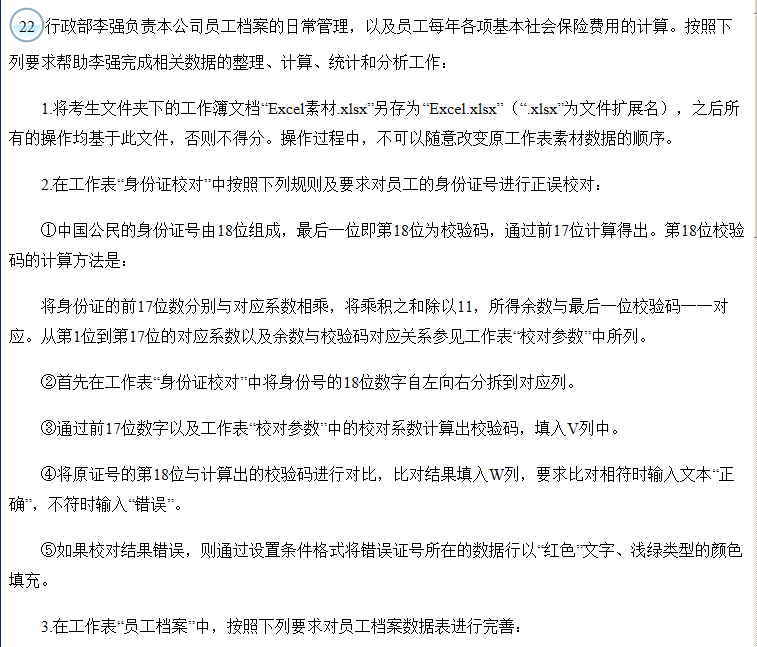 22 行政部李强负责本公司员工档案的日常管理，以及员工每年各项基本社会保险费用的计算。按照下
列要求帮助李强完成相关数据的整理、计算、统计和分析工作：
1.将考生文件夹下的工作簿文档“Excel素材.xlsx”另存为“Excel.xlsx”（“.xlsx”为文件扩展名），之后所
有的操作均基于此文件，否则不得分。操作过程中，不可以随意改变原工作表素材数据的顺序。
2.在工作表“身份证校对”中按照下列规则及要求对员工的身份证号进行正误校对：
①中国公民的身份证号由18位组成，最后一位即第18位为校验码，通过前17位计算得出。第18位校验
码的计算方法是：
将身份证的前17位数分别与对应系数相乘，将乘积之和除以11，所得余数与最后一位校验码一一对
应。从第1位到第17位的对应系数以及余数与校验码对应关系参见工作表“校对参数”中所列。
②首先在工作表“身份证校对”中将身份号的18位数字自左向右分拆到对应列。
③通过前17位数字以及工作表“校对参数”中的校对系数计算出校验码，填入V列中。
④将原证号的第18位与计算出的校验码进行对比，比对结果填入W列，要求比对相符时输入文本“正
确”，不符时输入“错误”。
⑤如果校对结果错误，则通过设置条件格式将错误证号所在的数据行以“红色”文字、浅绿类型的颜色
填充。
3.在工作表“员工档案”中，按照下列要求对员工档案数据表进行完善：